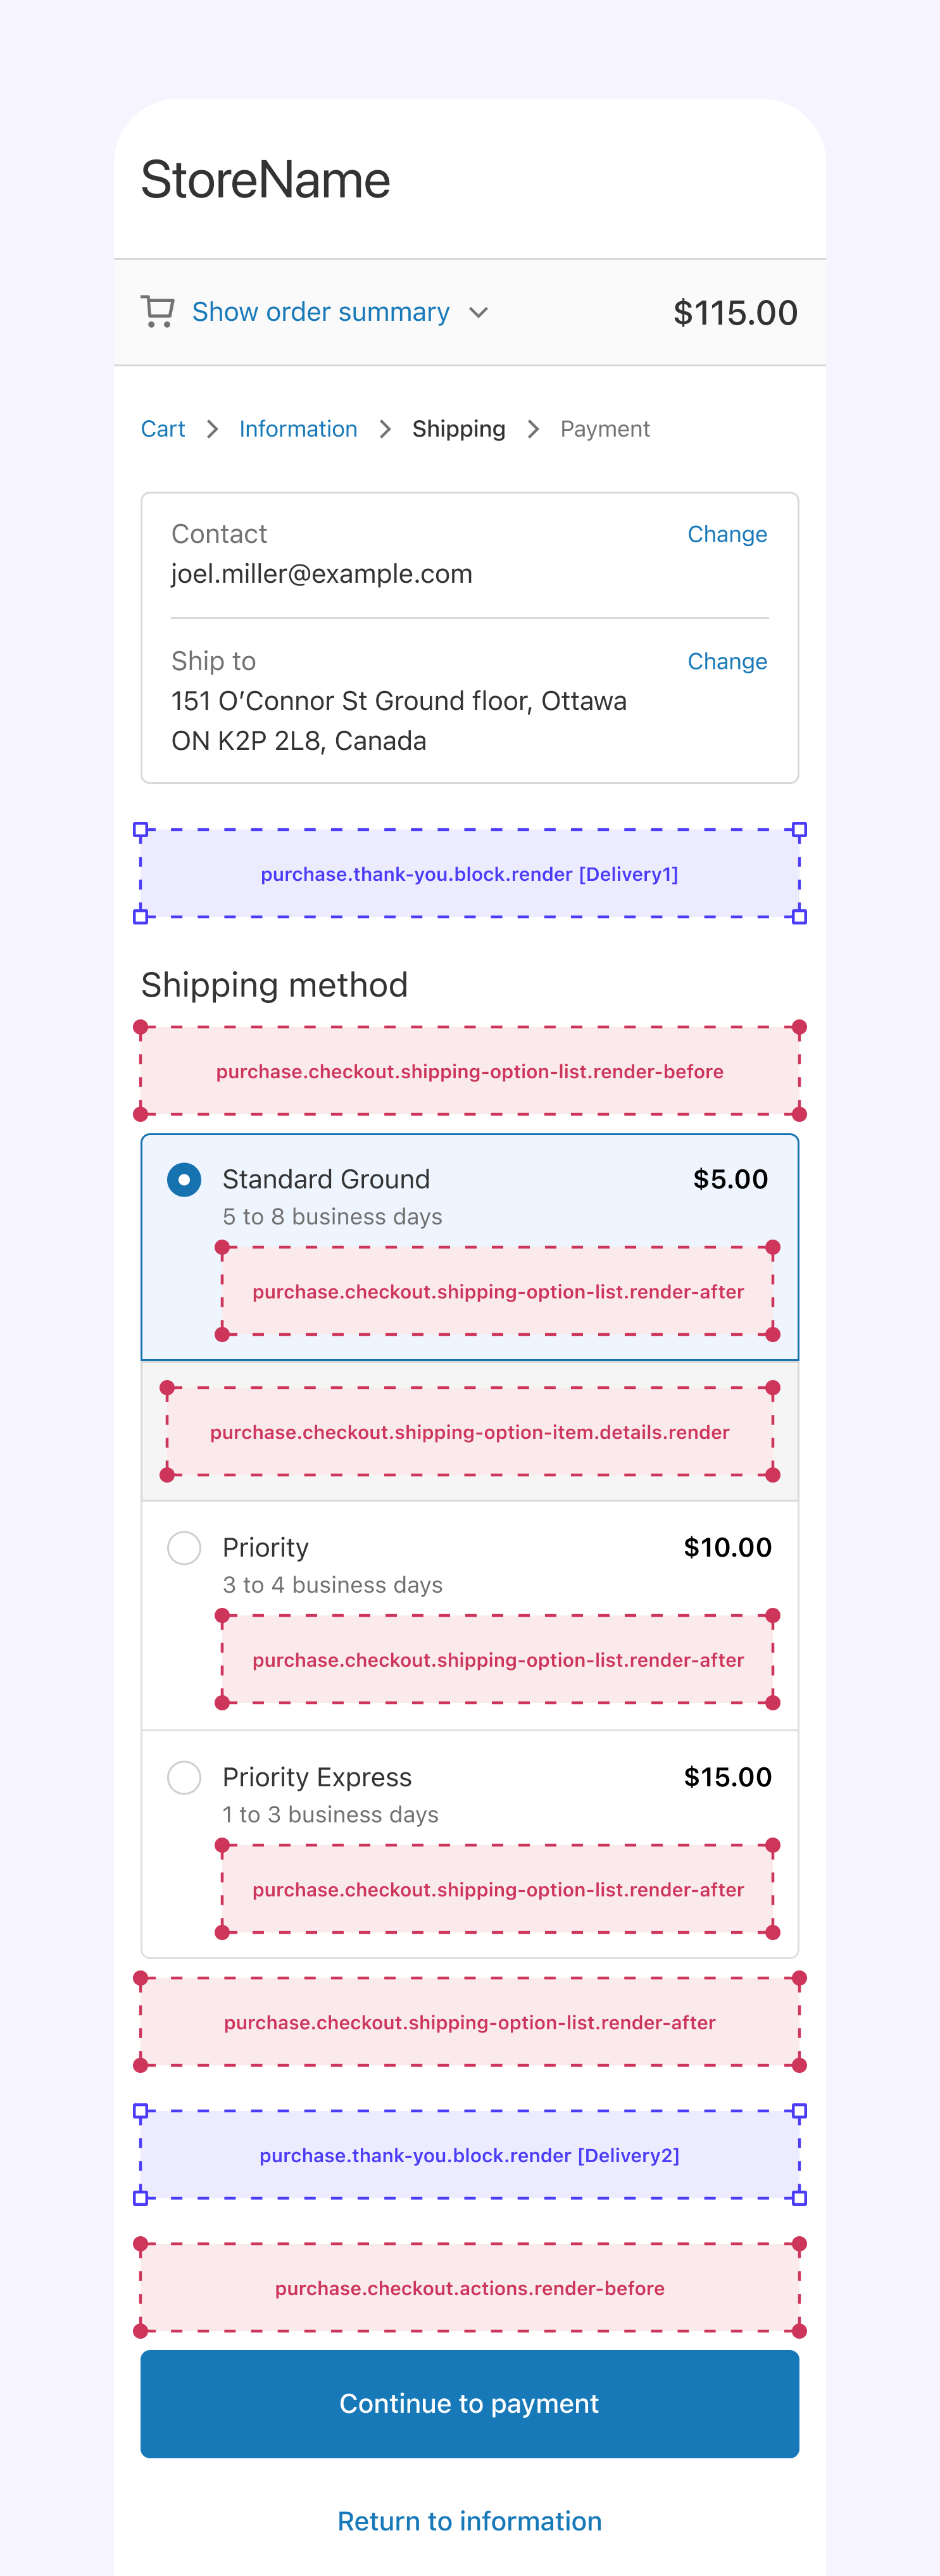 StoreName
Show order summary $115.00
Cart > Information > Shipping > Payment
Contact Change
joel.miller@example.com
Ship to Change
151 O’Connor St Ground floor, Ottawa
ON K2P 2L8, Canada
purchase.thank-you.block.render [Delivery1]
Shipping method
purchase.checkout.shipping-option-list.render-before
Standard Ground $5.00
5 to 8 business days
purchase.checkout.shipping-option-list.render-after
purchase.checkout.shipping-option-item.details.render
Priority $10.00
3 to 4 business days
purchase.checkout.shipping-option-list.render-after
Priority Express $15.00
1 to 3 business days
purchase.checkout.shipping-option-list.render-after
purchase.checkout.shipping-option-list.render-after
purchase.thank-you.block.render [Delivery2]
purchase.checkout.actions.render-before
Continue to payment
Return to information